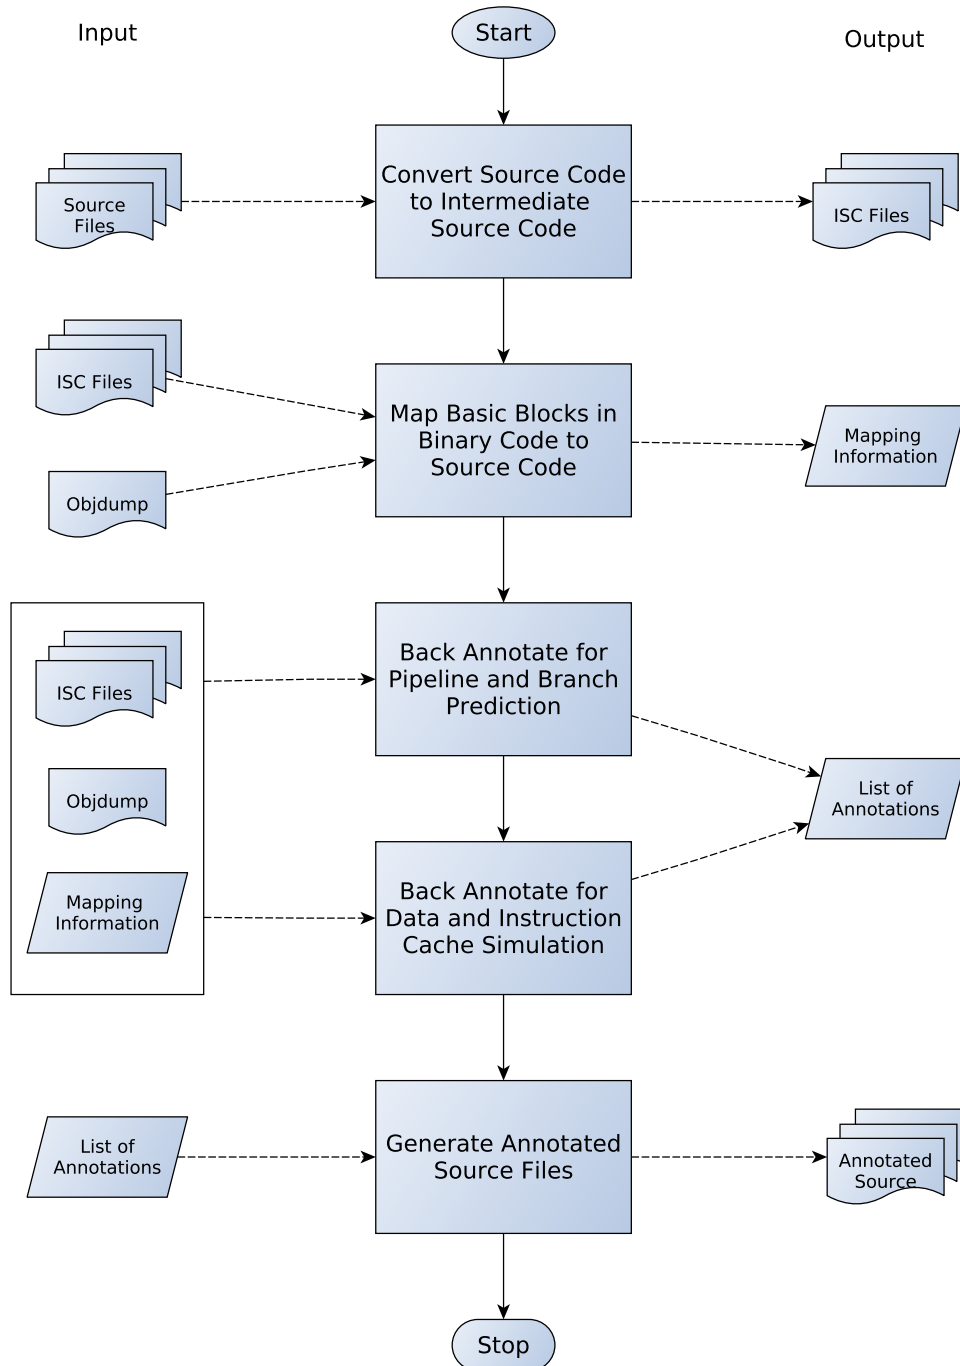 Input
Start
Output
Source
Files
Convert Source Code
to Intermediate
Source Code
ISC Files
ISC Files
Objdump
Map Basic Blocks in
Binary Code to
Source Code
Mapping
Information
ISC Files
Objdump
Mapping
Information
Back Annotate for
Pipeline and Branch
Prediction
Back Annotate for
Data and Instruction
Cache Simulation
List of
Annotations
List of
Annotations
Generate Annotated
Source Files
Annotated
Source
Stop